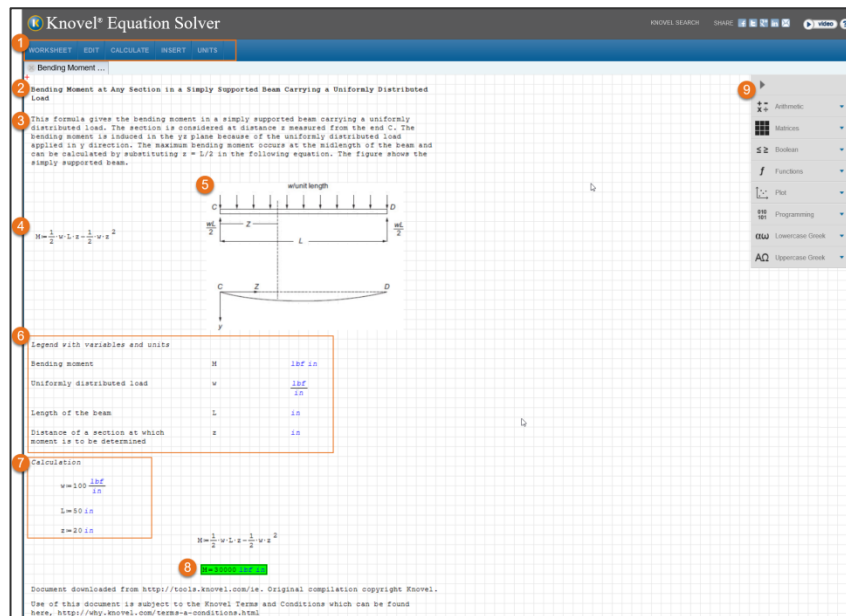 Knovel® Equation Solver
KNOVEL SEARCH SHARE video ?
1
WORKSHEET EDIT CALCULATE INSERT UNITS
Bending Moment ...
2
Bending Moment at Any Section in a Simply Supported Beam Carrying a Uniformly Distributed
Load
3
This formula gives the bending moment in a simply supported beam carrying a uniformly
distributed load. The section is considered at distance z measured from the end C. The
bending moment is induced in the yz plane because of the uniformly distributed load
applied in y direction. The maximum bending moment occurs at the midlength of the beam and
can be calculated by substituting z = L/2 in the following equation. The figure shows the
simply supported beam.
4
M≔1/2·w·L·z-1/2·w·z²
5
w/unit length
C D
wL/2 Z wL/2
L
C Z D
y
6
Legend with variables and units
Bending moment M lbf in
Uniformly distributed load w lbf/in
Length of the beam L in
Distance of a section at which z in
moment is to be determined
7
Calculation
w≔100 lbf/in
L≔50 in
z≔20 in
M≔1/2·w·L·z-1/2·w·z²
8
M=30000 lbf in
Document downloaded from http://tools.knovel.com/ie. Original compilation copyright Knovel.
Use of this document is subject to the Knovel Terms and Conditions which can be found
here, http://why.knovel.com/terms-a-conditions.html
9
Arithmetic
Matrices
≤ ≥ Boolean
f Functions
Plot
010 101 Programming
αω Lowercase Greek
ΑΩ Uppercase Greek